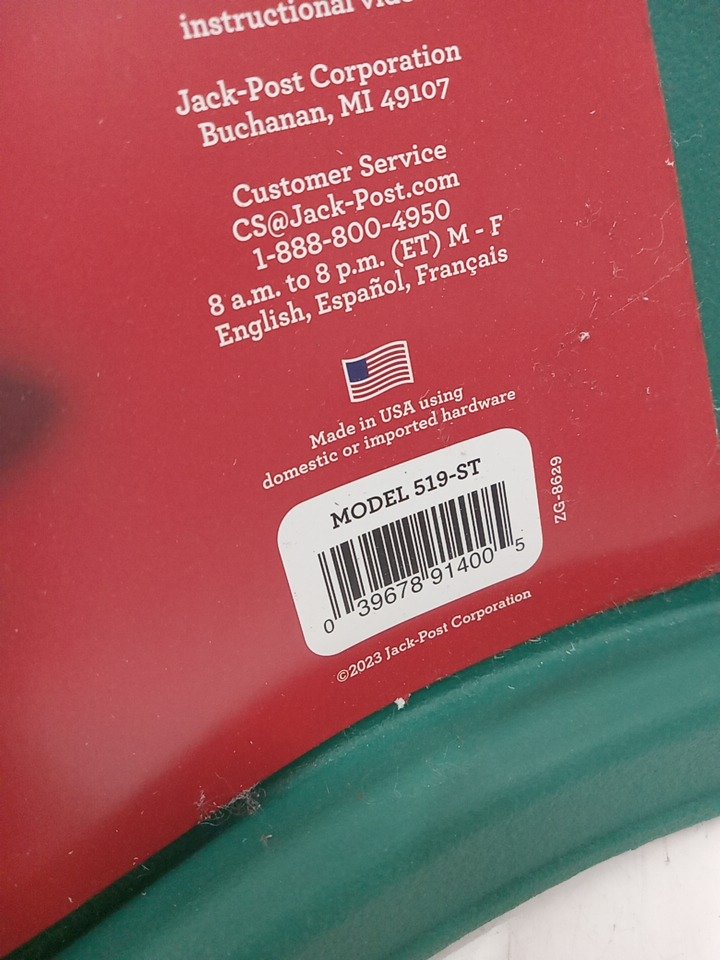 instructional
Jack-Post Corporation
Buchanan, MI 49107
Customer Service
CS@Jack-Post.com
1-888-800-4950
8 a.m. to 8 p.m. (ET) M - F
English, Español, Français
Made in USA using
domestic or imported hardware
MODEL 519-ST
0 39678 91400 5
ZG-8629
©2023 Jack-Post Corporation